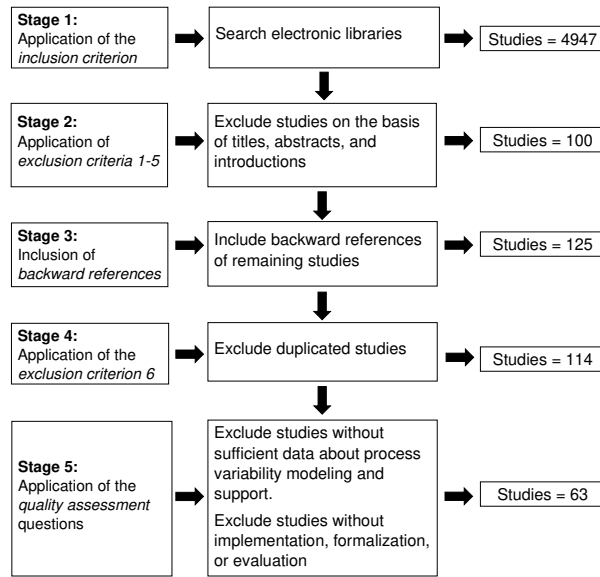 Stage 1:
Application of the
inclusion criterion
Search electronic libraries
Studies = 4947
Stage 2:
Application of
exclusion criteria 1-5
Exclude studies on the basis
of titles, abstracts, and
introductions
Studies = 100
Stage 3:
Inclusion of
backward references
Include backward references
of remaining studies
Studies = 125
Stage 4:
Application of the
exclusion criterion 6
Exclude duplicated studies
Studies = 114
Stage 5:
Application of the
quality assessment
questions
Exclude studies without
sufficient data about process
variability modeling and
support.
Exclude studies without
implementation, formalization,
or evaluation
Studies = 63